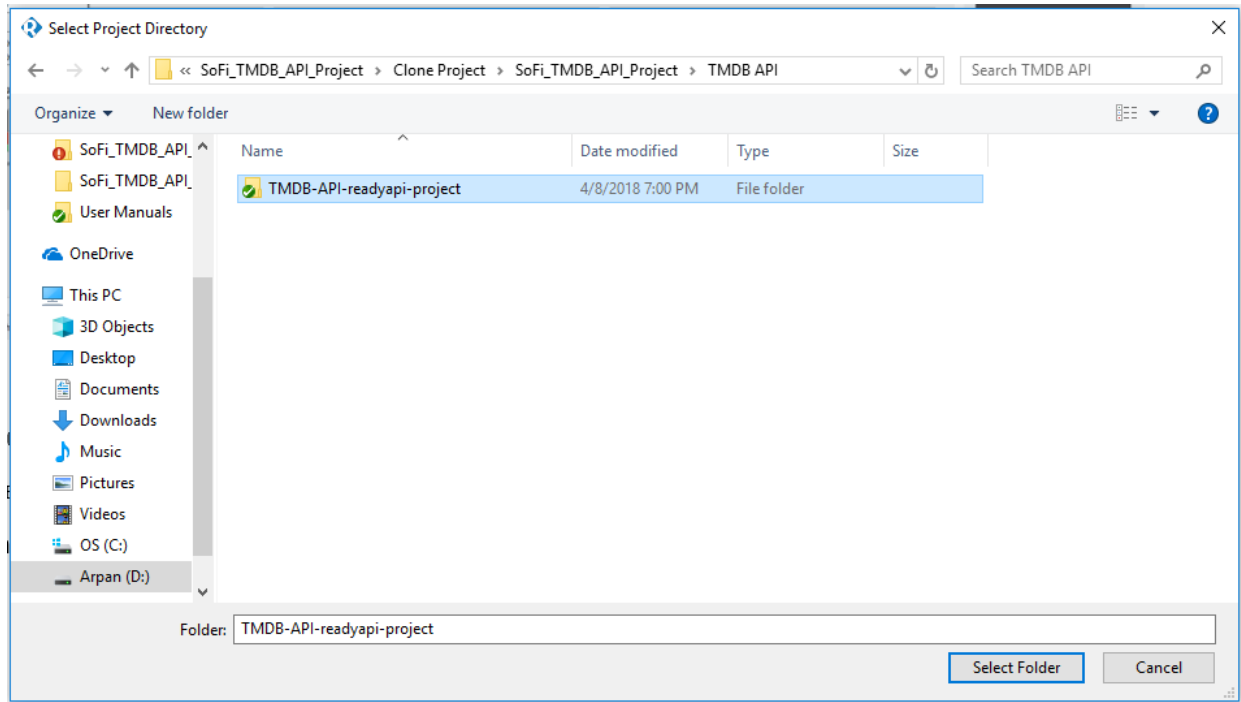 Select Project Directory
« SoFi_TMDB_API_Project > Clone Project > SoFi_TMDB_API_Project > TMDB API
Search TMDB API
Organize
New folder
Name Date modified Type Size
TMDB-API-readyapi-project 4/8/2018 7:00 PM File folder
SoFi_TMDB_API_
SoFi_TMDB_API_
User Manuals
OneDrive
This PC
3D Objects
Desktop
Documents
Downloads
Music
Pictures
Videos
OS (C:)
Arpan (D:)
Folder: TMDB-API-readyapi-project
Select Folder Cancel